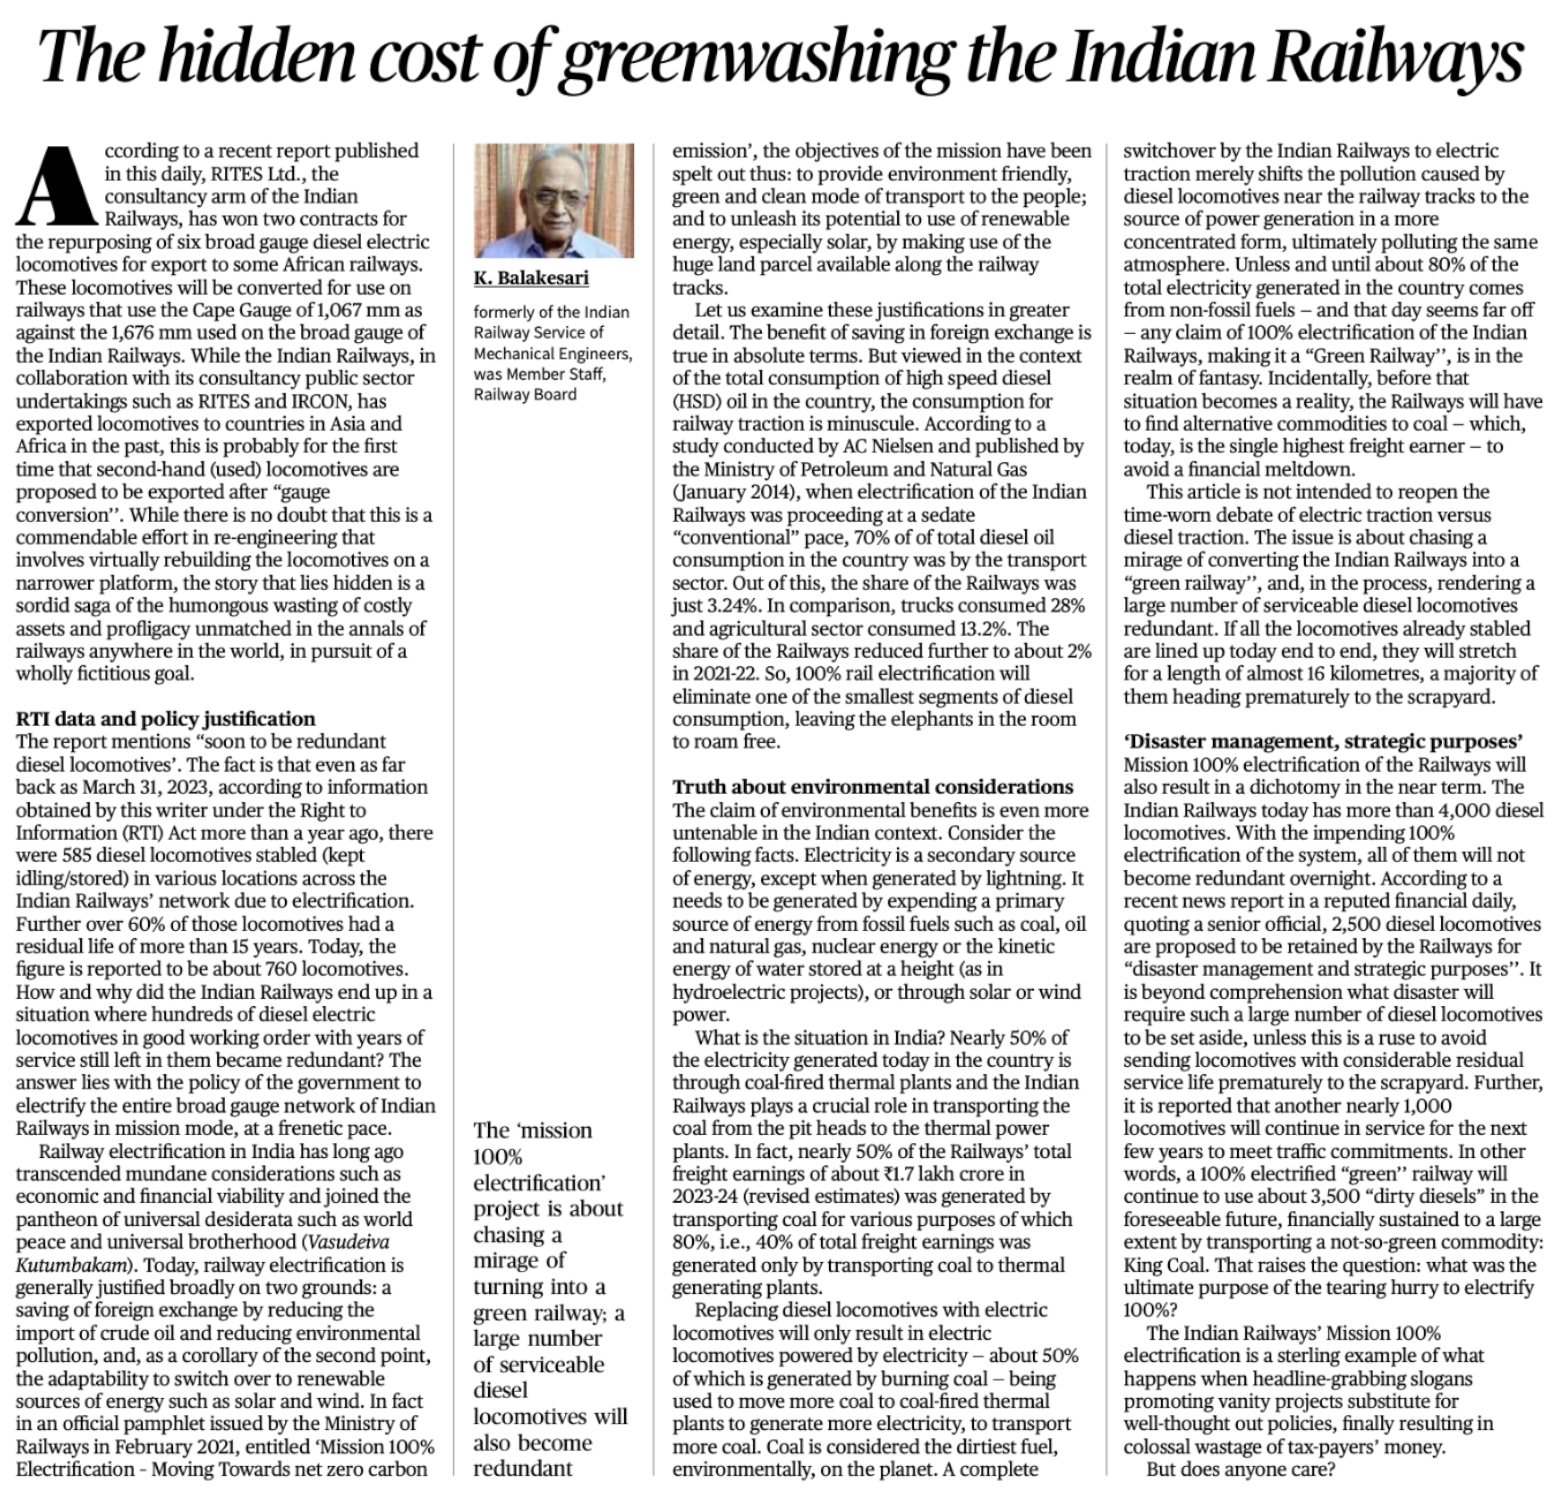 The hidden cost of greenwashing the Indian Railways
According to a recent report published
in this daily, RITES Ltd., the
consultancy arm of the Indian
Railways, has won two contracts for
the repurposing of six broad gauge diesel electric
locomotives for export to some African railways.
These locomotives will be converted for use on
railways that use the Cape Gauge of 1,067 mm as
against the 1,676 mm used on the broad gauge of
the Indian Railways. While the Indian Railways, in
collaboration with its consultancy public sector
undertakings such as RITES and IRCON, has
exported locomotives to countries in Asia and
Africa in the past, this is probably for the first
time that second-hand (used) locomotives are
proposed to be exported after “gauge
conversion’’. While there is no doubt that this is a
commendable effort in re-engineering that
involves virtually rebuilding the locomotives on a
narrower platform, the story that lies hidden is a
sordid saga of the humongous wasting of costly
assets and profligacy unmatched in the annals of
railways anywhere in the world, in pursuit of a
wholly fictitious goal.
RTI data and policy justification
The report mentions “soon to be redundant
diesel locomotives’. The fact is that even as far
back as March 31, 2023, according to information
obtained by this writer under the Right to
Information (RTI) Act more than a year ago, there
were 585 diesel locomotives stabled (kept
idling/stored) in various locations across the
Indian Railways’ network due to electrification.
Further over 60% of those locomotives had a
residual life of more than 15 years. Today, the
figure is reported to be about 760 locomotives.
How and why did the Indian Railways end up in a
situation where hundreds of diesel electric
locomotives in good working order with years of
service still left in them became redundant? The
answer lies with the policy of the government to
electrify the entire broad gauge network of Indian
Railways in mission mode, at a frenetic pace.
Railway electrification in India has long ago
transcended mundane considerations such as
economic and financial viability and joined the
pantheon of universal desiderata such as world
peace and universal brotherhood (Vasudeiva
Kutumbakam). Today, railway electrification is
generally justified broadly on two grounds: a
saving of foreign exchange by reducing the
import of crude oil and reducing environmental
pollution, and, as a corollary of the second point,
the adaptability to switch over to renewable
sources of energy such as solar and wind. In fact
in an official pamphlet issued by the Ministry of
Railways in February 2021, entitled ‘Mission 100%
Electrification - Moving Towards net zero carbon
K. Balakesari
formerly of the Indian
Railway Service of
Mechanical Engineers,
was Member Staff,
Railway Board
The ‘mission
100%
electrification’
project is about
chasing a
mirage of
turning into a
green railway; a
large number
of serviceable
diesel
locomotives will
also become
redundant
emission’, the objectives of the mission have been
spelt out thus: to provide environment friendly,
green and clean mode of transport to the people;
and to unleash its potential to use of renewable
energy, especially solar, by making use of the
huge land parcel available along the railway
tracks.
Let us examine these justifications in greater
detail. The benefit of saving in foreign exchange is
true in absolute terms. But viewed in the context
of the total consumption of high speed diesel
(HSD) oil in the country, the consumption for
railway traction is minuscule. According to a
study conducted by AC Nielsen and published by
the Ministry of Petroleum and Natural Gas
(January 2014), when electrification of the Indian
Railways was proceeding at a sedate
“conventional” pace, 70% of of total diesel oil
consumption in the country was by the transport
sector. Out of this, the share of the Railways was
just 3.24%. In comparison, trucks consumed 28%
and agricultural sector consumed 13.2%. The
share of the Railways reduced further to about 2%
in 2021-22. So, 100% rail electrification will
eliminate one of the smallest segments of diesel
consumption, leaving the elephants in the room
to roam free.
Truth about environmental considerations
The claim of environmental benefits is even more
untenable in the Indian context. Consider the
following facts. Electricity is a secondary source
of energy, except when generated by lightning. It
needs to be generated by expending a primary
source of energy from fossil fuels such as coal, oil
and natural gas, nuclear energy or the kinetic
energy of water stored at a height (as in
hydroelectric projects), or through solar or wind
power.
What is the situation in India? Nearly 50% of
the electricity generated today in the country is
through coal-fired thermal plants and the Indian
Railways plays a crucial role in transporting the
coal from the pit heads to the thermal power
plants. In fact, nearly 50% of the Railways’ total
freight earnings of about ₹1.7 lakh crore in
2023-24 (revised estimates) was generated by
transporting coal for various purposes of which
80%, i.e., 40% of total freight earnings was
generated only by transporting coal to thermal
generating plants.
Replacing diesel locomotives with electric
locomotives will only result in electric
locomotives powered by electricity – about 50%
of which is generated by burning coal – being
used to move more coal to coal-fired thermal
plants to generate more electricity, to transport
more coal. Coal is considered the dirtiest fuel,
environmentally, on the planet. A complete
switchover by the Indian Railways to electric
traction merely shifts the pollution caused by
diesel locomotives near the railway tracks to the
source of power generation in a more
concentrated form, ultimately polluting the same
atmosphere. Unless and until about 80% of the
total electricity generated in the country comes
from non-fossil fuels – and that day seems far off
– any claim of 100% electrification of the Indian
Railways, making it a “Green Railway’’, is in the
realm of fantasy. Incidentally, before that
situation becomes a reality, the Railways will have
to find alternative commodities to coal – which,
today, is the single highest freight earner – to
avoid a financial meltdown.
This article is not intended to reopen the
time-worn debate of electric traction versus
diesel traction. The issue is about chasing a
mirage of converting the Indian Railways into a
“green railway’’, and, in the process, rendering a
large number of serviceable diesel locomotives
redundant. If all the locomotives already stabled
are lined up today end to end, they will stretch
for a length of almost 16 kilometres, a majority of
them heading prematurely to the scrapyard.
‘Disaster management, strategic purposes’
Mission 100% electrification of the Railways will
also result in a dichotomy in the near term. The
Indian Railways today has more than 4,000 diesel
locomotives. With the impending 100%
electrification of the system, all of them will not
become redundant overnight. According to a
recent news report in a reputed financial daily,
quoting a senior official, 2,500 diesel locomotives
are proposed to be retained by the Railways for
“disaster management and strategic purposes’’. It
is beyond comprehension what disaster will
require such a large number of diesel locomotives
to be set aside, unless this is a ruse to avoid
sending locomotives with considerable residual
service life prematurely to the scrapyard. Further,
it is reported that another nearly 1,000
locomotives will continue in service for the next
few years to meet traffic commitments. In other
words, a 100% electrified “green’’ railway will
continue to use about 3,500 “dirty diesels” in the
foreseeable future, financially sustained to a large
extent by transporting a not-so-green commodity:
King Coal. That raises the question: what was the
ultimate purpose of the tearing hurry to electrify
100%?
The Indian Railways’ Mission 100%
electrification is a sterling example of what
happens when headline-grabbing slogans
promoting vanity projects substitute for
well-thought out policies, finally resulting in
colossal wastage of tax-payers’ money.
But does anyone care?